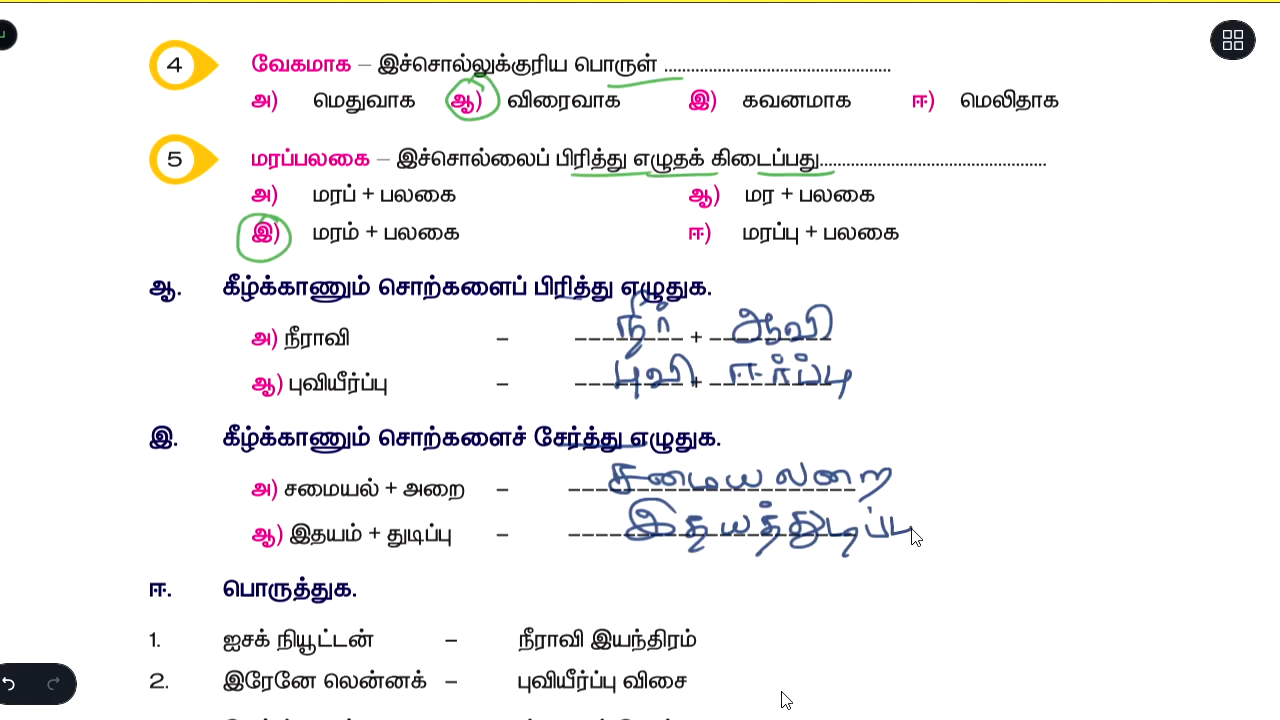 4 வேகமாக – இச்சொல்லுக்குரிய பொருள் ..................................................
அ) மெதுவாக ஆ) விரைவாக இ) கவனமாக ஈ) மெலிதாக
5 மரப்பலகை – இச்சொல்லைப் பிரித்து எழுதக் கிடைப்பது..................................................
அ) மரப் + பலகை ஆ) மர + பலகை
இ) மரம் + பலகை ஈ) மரப்பு + பலகை
ஆ. கீழ்க்காணும் சொற்களைப் பிரித்து எழுதுக.
அ) நீராவி – நீர் + ஆவி
ஆ) புவியீர்ப்பு – புவி + ஈர்ப்பு
இ. கீழ்க்காணும் சொற்களைச் சேர்த்து எழுதுக.
அ) சமையல் + அறை – சமையலறை
ஆ) இதயம் + துடிப்பு – இதயத்துடிப்பு
ஈ. பொருத்துக.
1. ஐசக் நியூட்டன் – நீராவி இயந்திரம்
2. இரேனே லென்னக் – புவியீர்ப்பு விசை